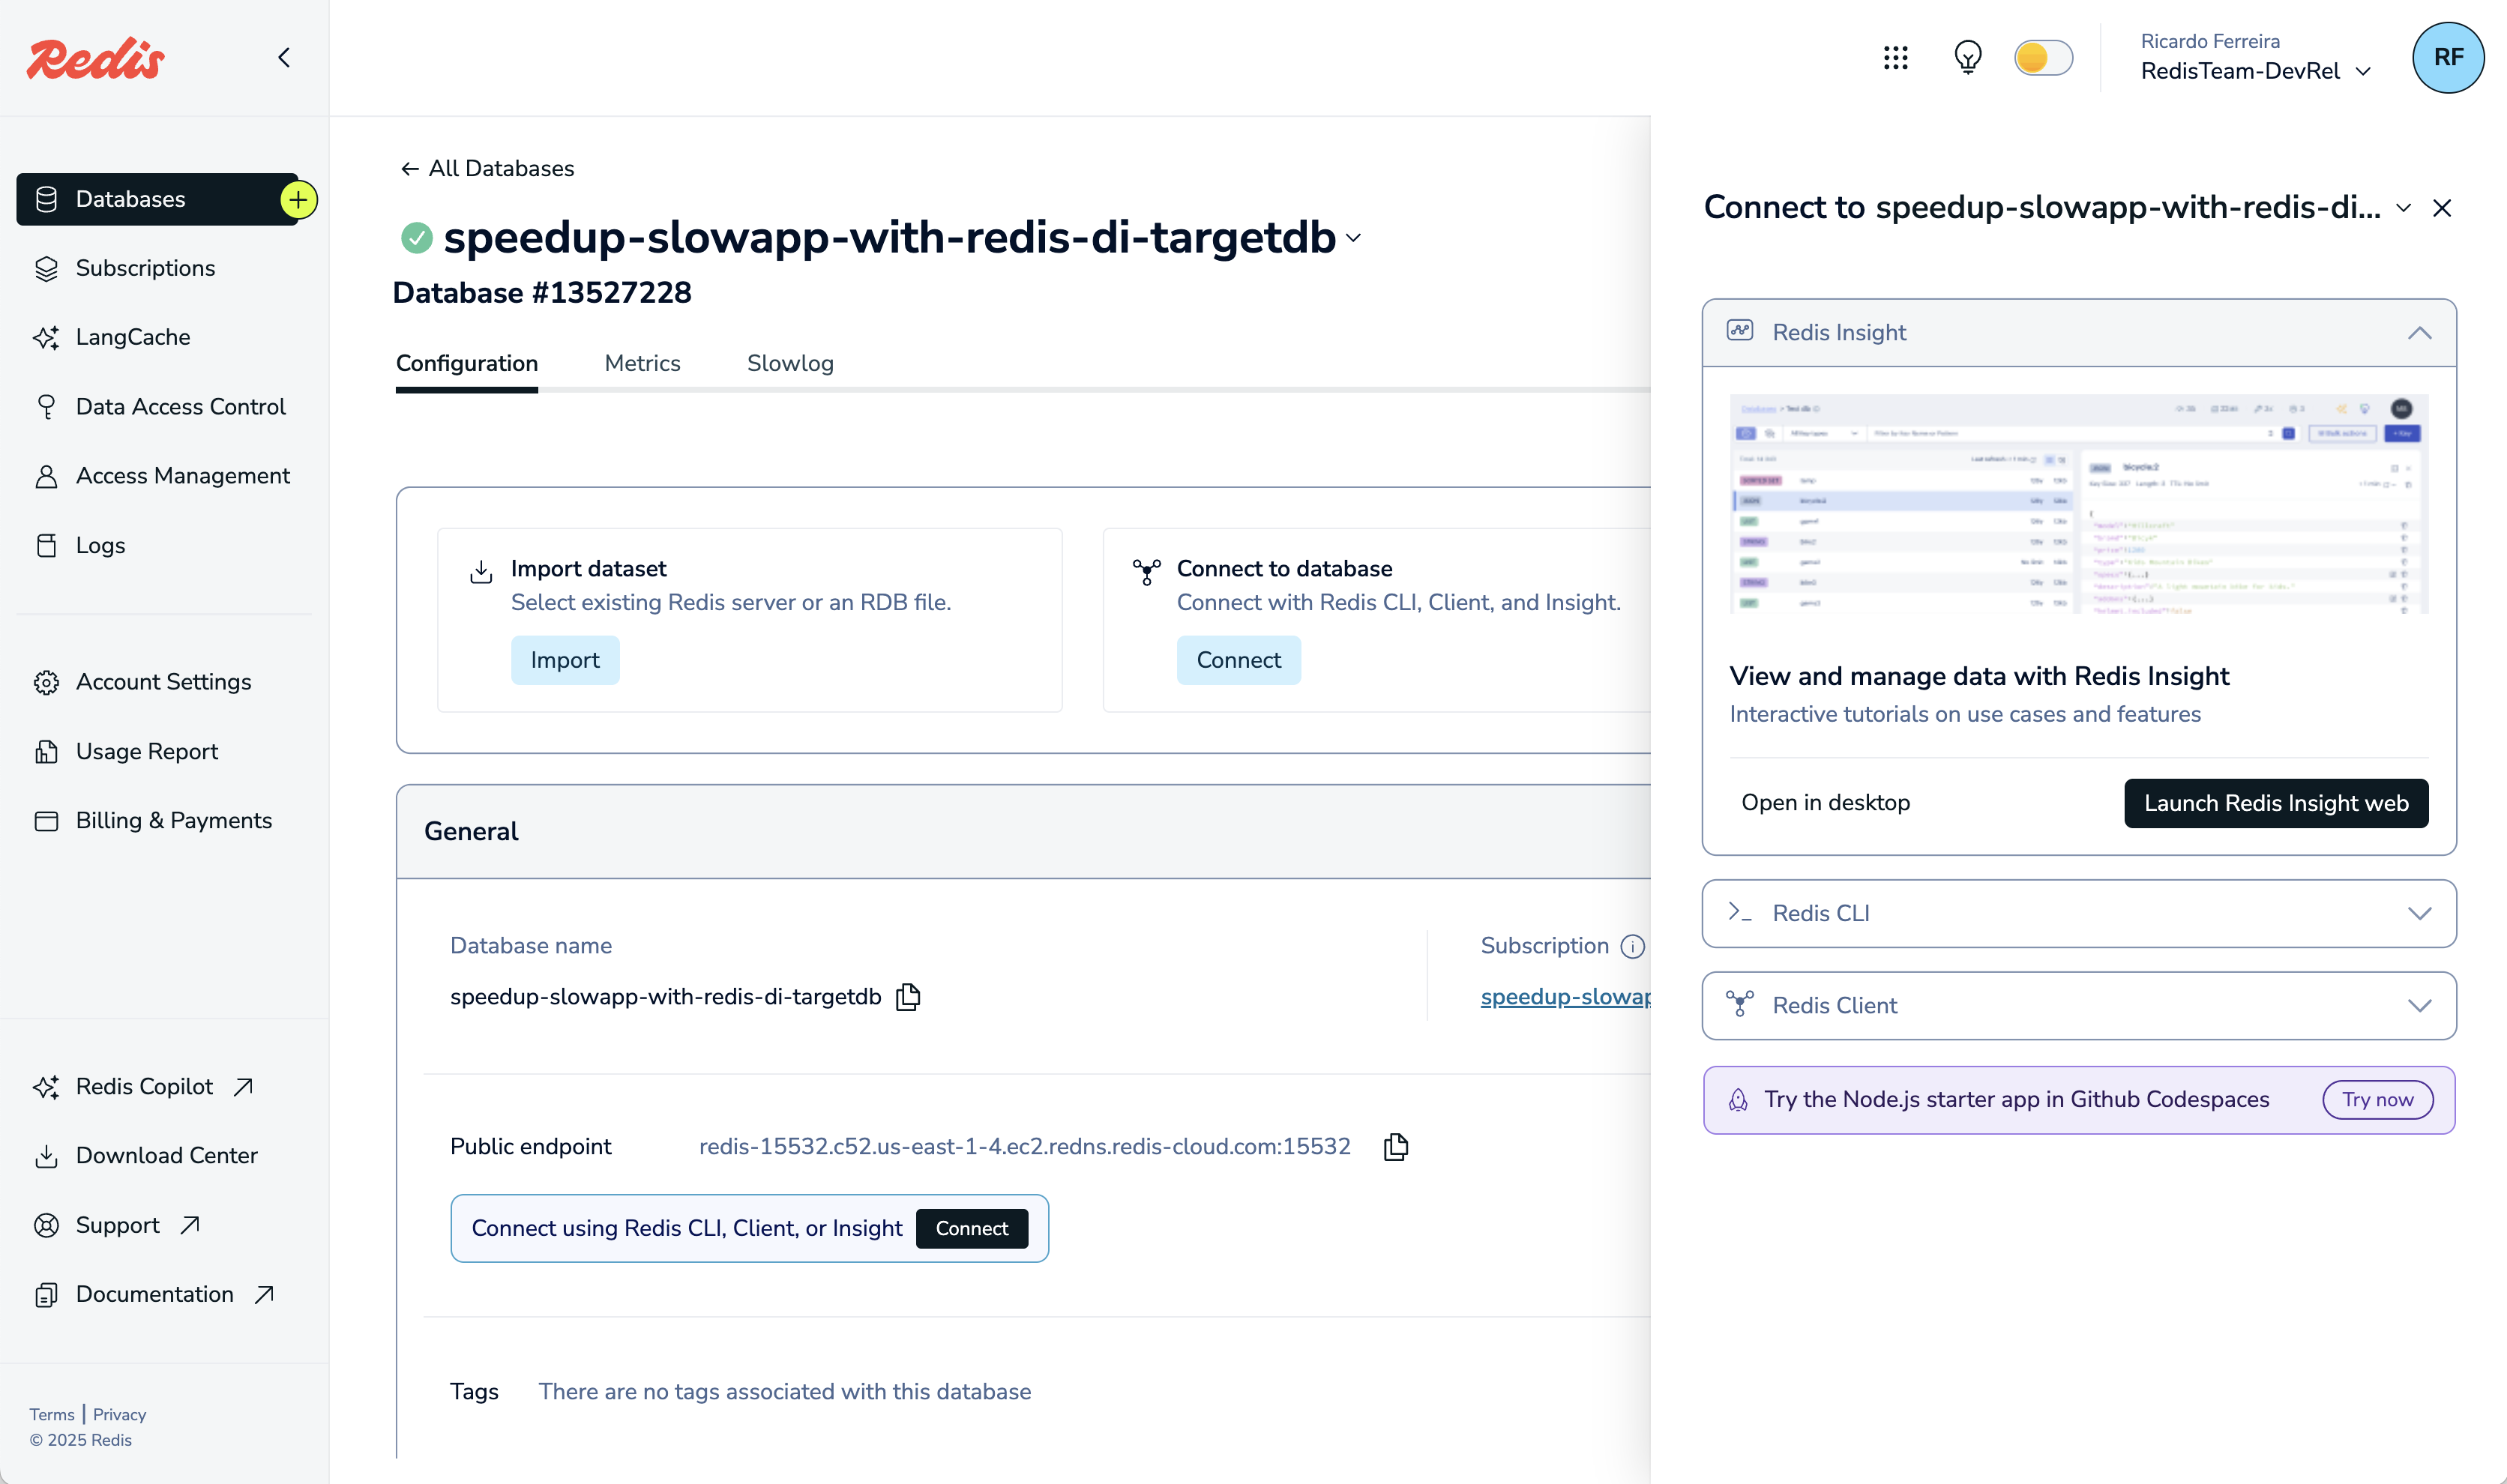 Redis
Ricardo Ferreira
RedisTeam-DevRel
RF
Databases
Subscriptions
LangCache
Data Access Control
Access Management
Logs
Account Settings
Usage Report
Billing & Payments
Redis Copilot
Download Center
Support
Documentation
Terms | Privacy
© 2025 Redis
All Databases
speedup-slowapp-with-redis-di-targetdb
Database #13527228
Configuration Metrics Slowlog
Import dataset
Select existing Redis server or an RDB file.
Import
Connect to database
Connect with Redis CLI, Client, and Insight.
Connect
General
Database name
speedup-slowapp-with-redis-di-targetdb
Subscription
speedup-slowap
Public endpoint redis-15532.c52.us-east-1-4.ec2.redns.redis-cloud.com:15532
Connect using Redis CLI, Client, or Insight Connect
Tags There are no tags associated with this database
Connect to speedup-slowapp-with-redis-di...
Redis Insight
bicycle:2
View and manage data with Redis Insight
Interactive tutorials on use cases and features
Open in desktop Launch Redis Insight web
Redis CLI
Redis Client
Try the Node.js starter app in Github Codespaces Try now